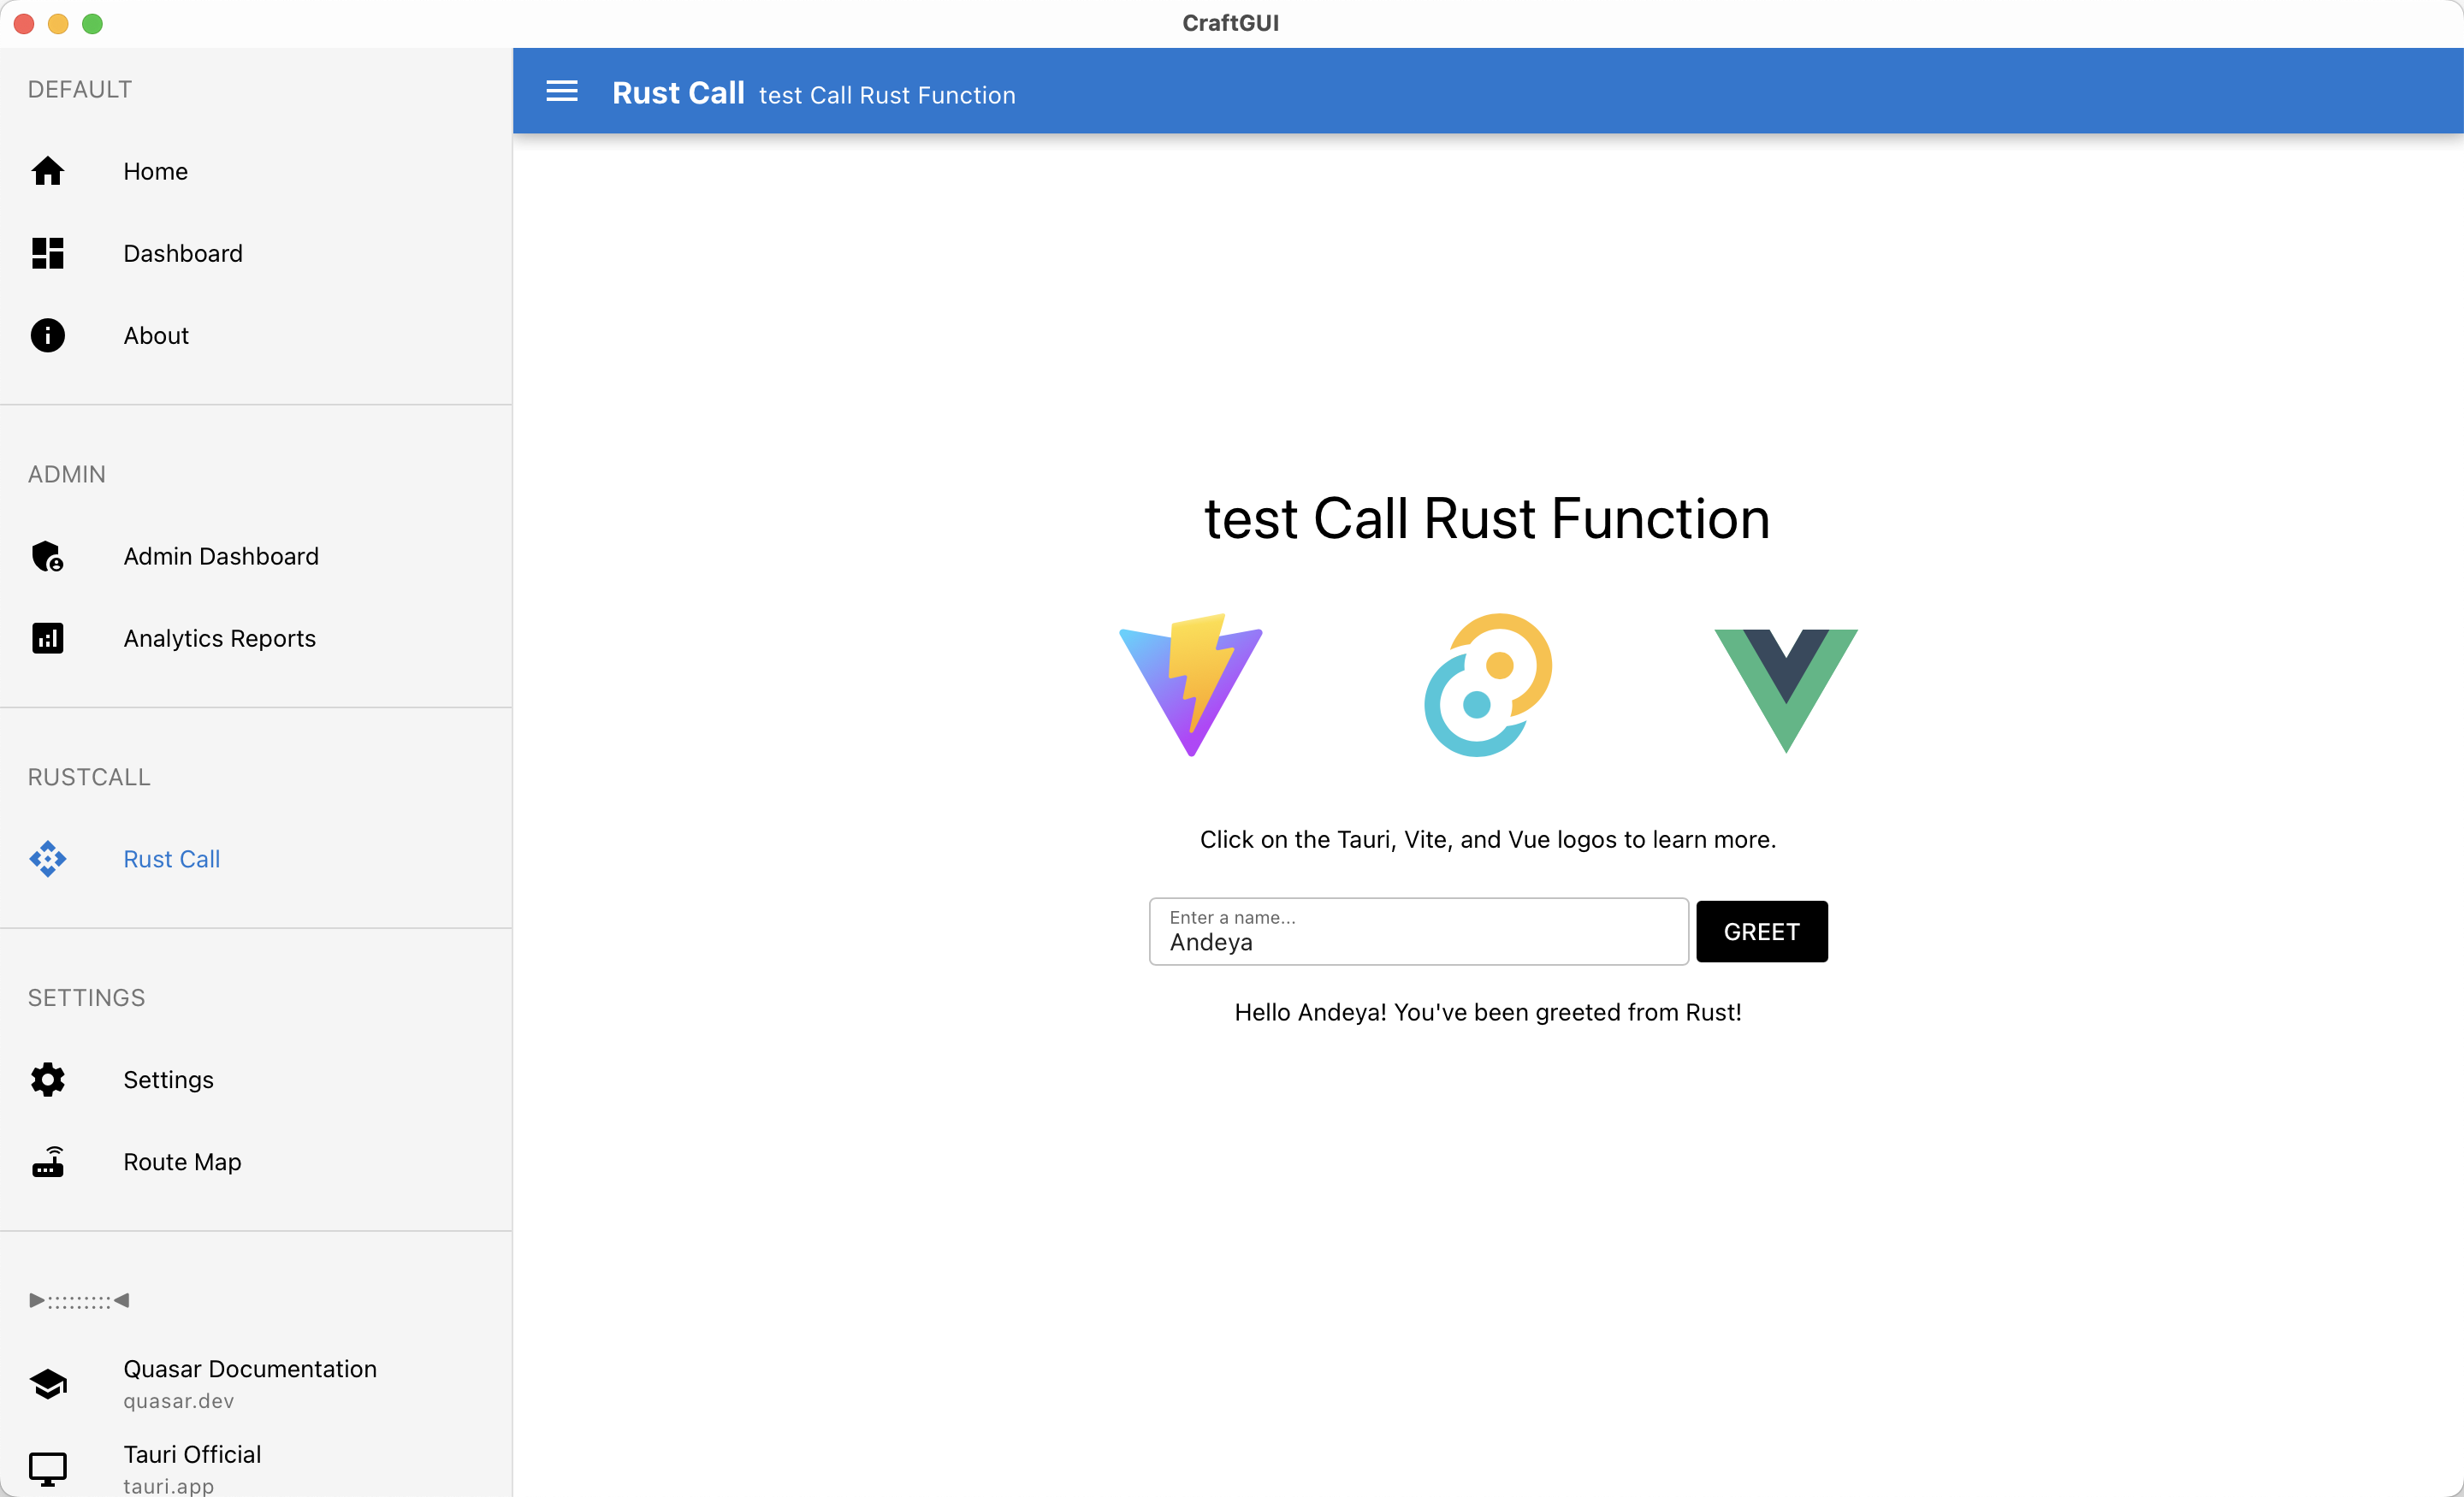 CraftGUI
DEFAULT
Home
Dashboard
About
ADMIN
Admin Dashboard
Analytics Reports
RUSTCALL
Rust Call
SETTINGS
Settings
Route Map
Quasar Documentation
quasar.dev
Tauri Official
tauri.app
Rust Call test Call Rust Function
test Call Rust Function
Click on the Tauri, Vite, and Vue logos to learn more.
Enter a name...
Andeya
GREET
Hello Andeya! You've been greeted from Rust!